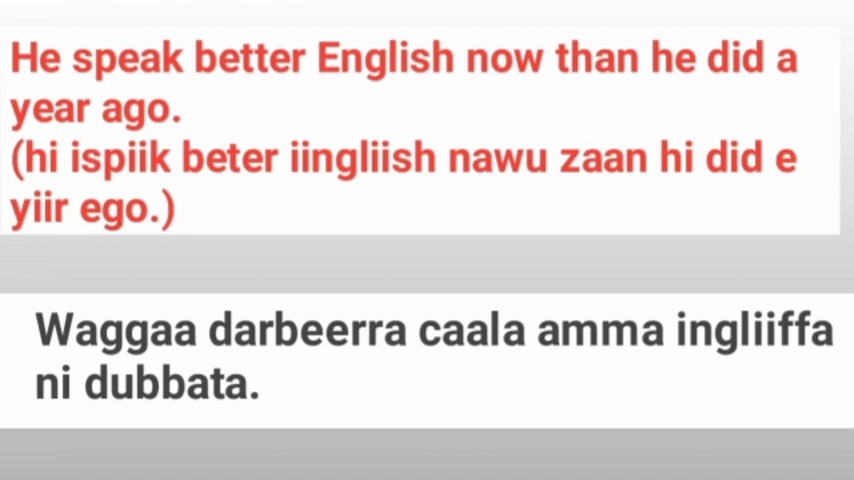 He speak better English now than he did a
year ago.
(hi ispiik beter iingliish nawu zaan hi did e
yiir ego.)
Waggaa darbeerra caala amma ingliiffa
ni dubbata.